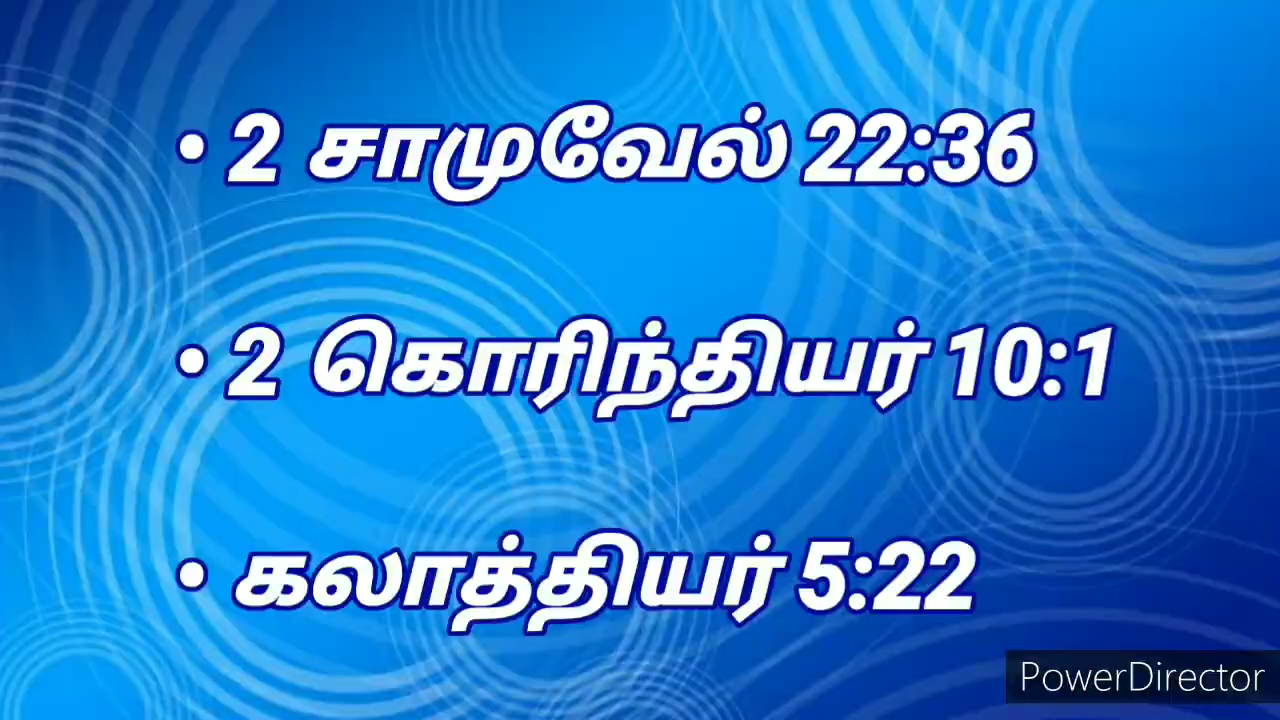 • 2 சாமுவேல் 22:36
• 2 கொரிந்தியர் 10:1
• கலாத்தியர் 5:22
PowerDirector